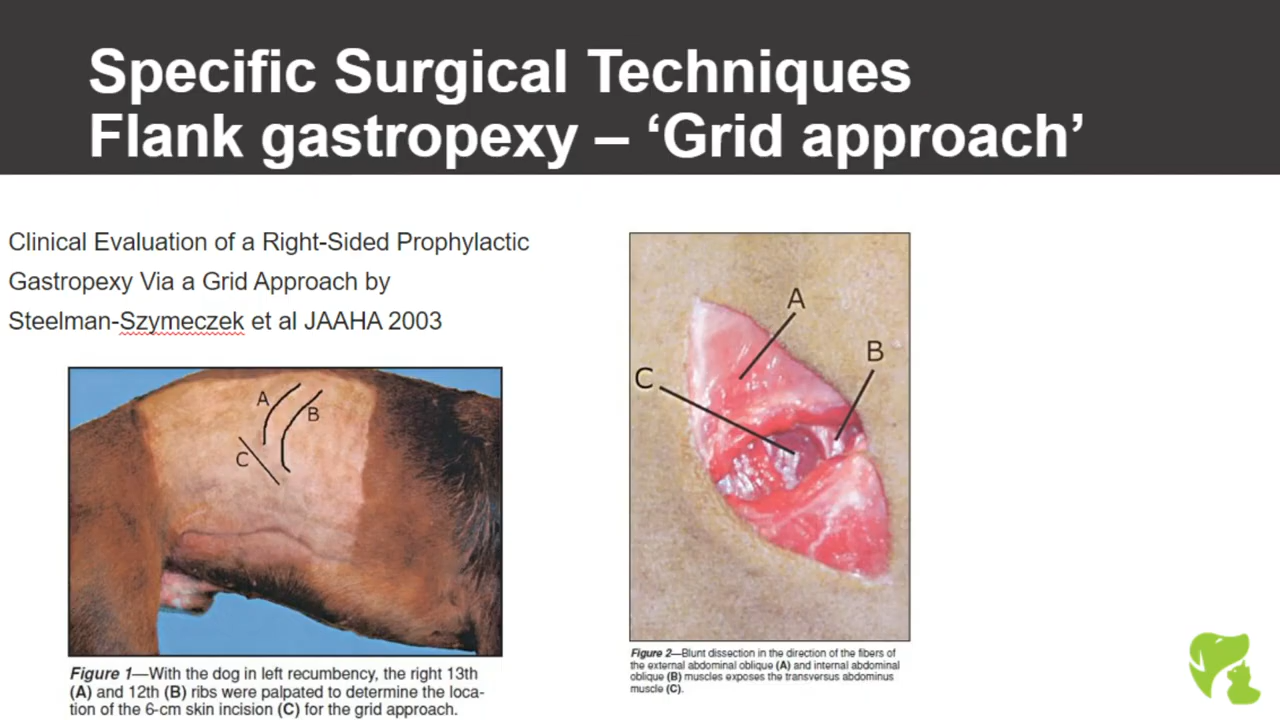 Specific Surgical Techniques
Flank gastropexy – ‘Grid approach’
Clinical Evaluation of a Right-Sided Prophylactic
Gastropexy Via a Grid Approach by
Steelman-Szymeczek et al JAAHA 2003
A
B
C
Figure 1—With the dog in left recumbency, the right 13th
(A) and 12th (B) ribs were palpated to determine the loca-
tion of the 6-cm skin incision (C) for the grid approach.
A
B
C
Figure 2—Blunt dissection in the direction of the fibers of
the external abdominal oblique (A) and internal abdominal
oblique (B) muscles exposes the transversus abdominus
muscle (C).